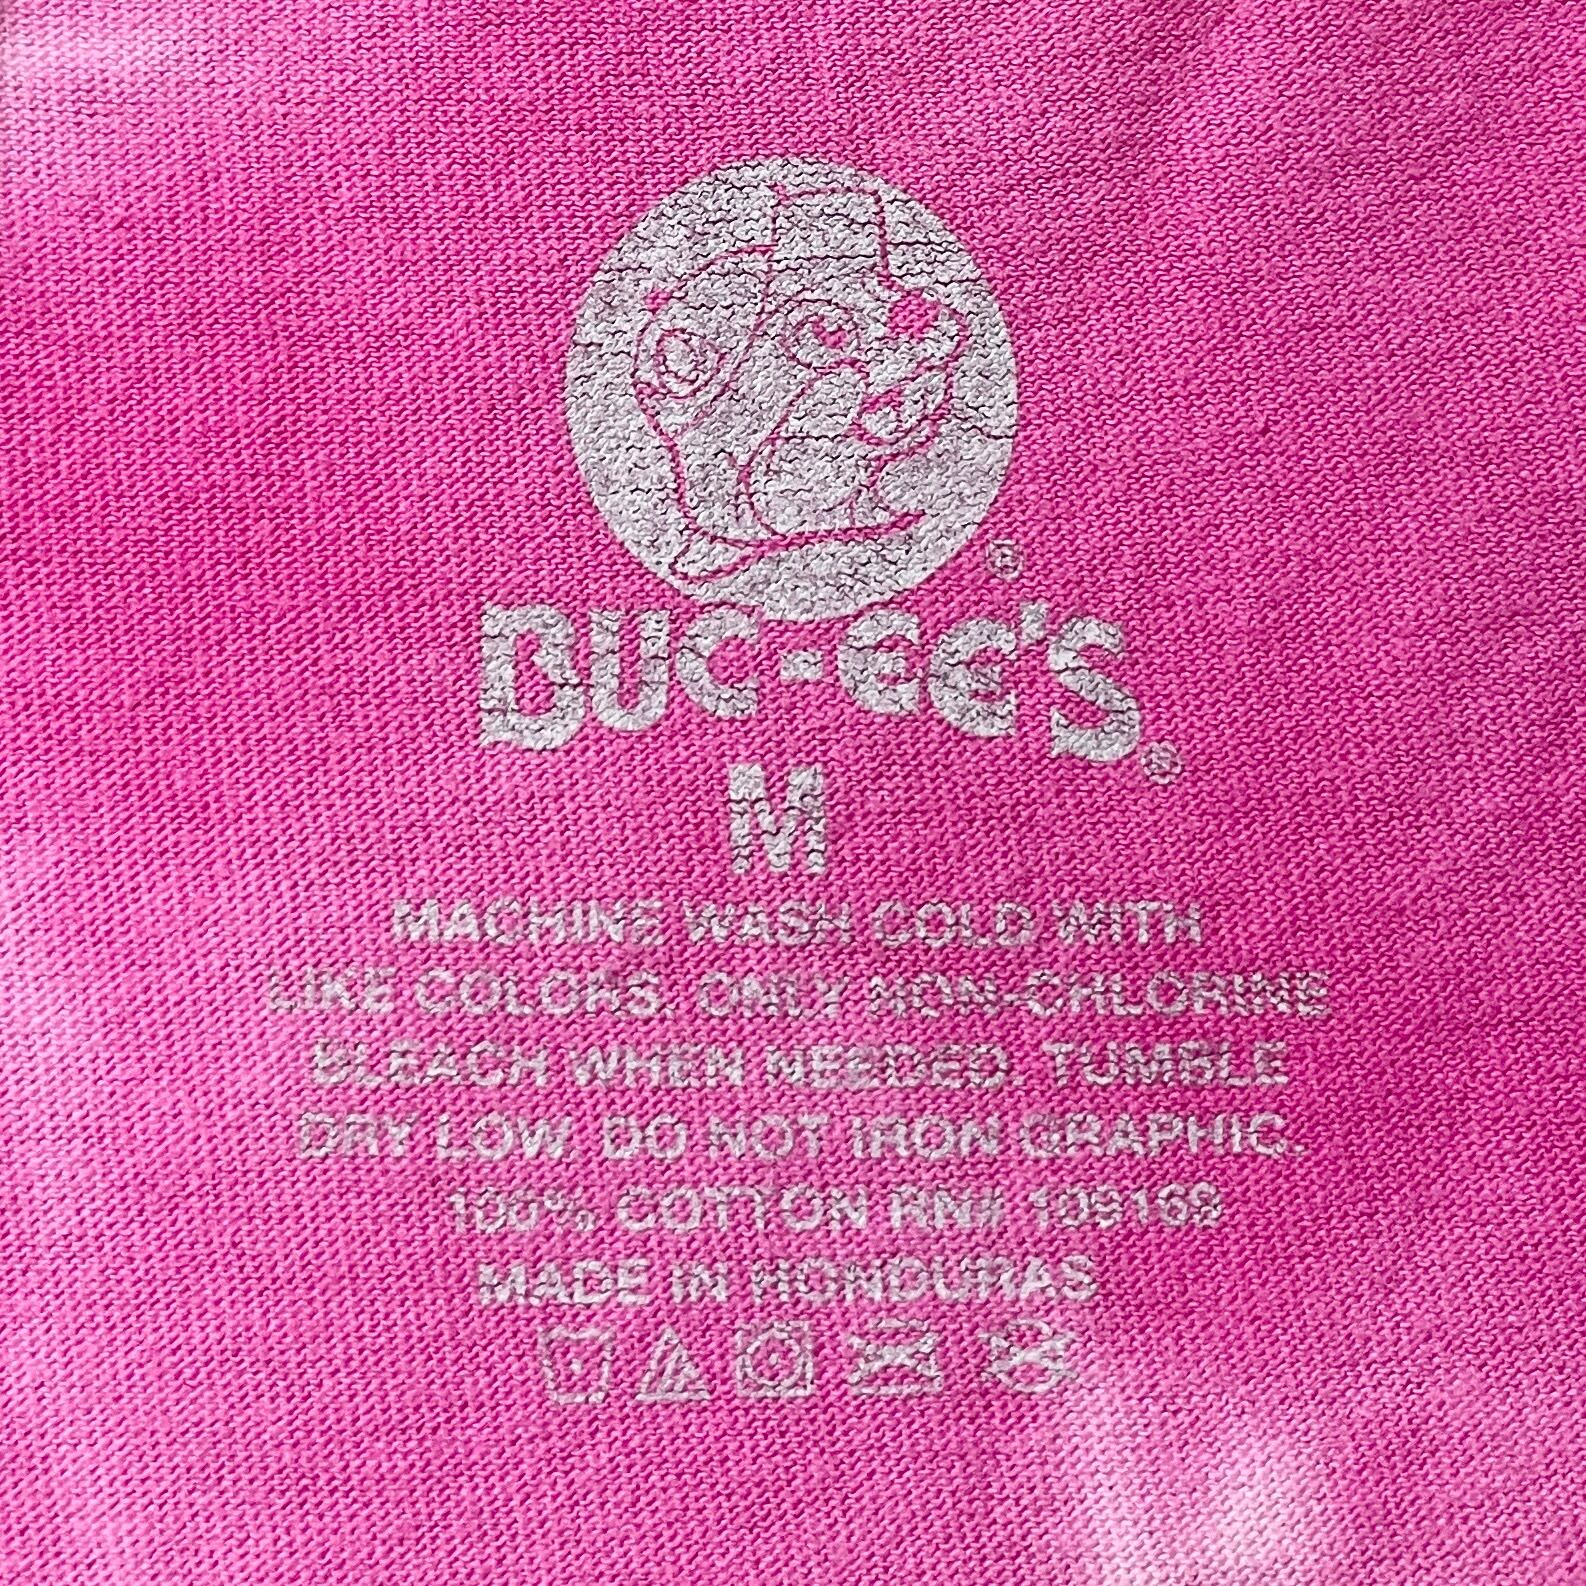 ®
BUC-EE'S®
M
MACHINE WASH COLD WITH
LIKE COLORS. ONLY NON-CHLORINE
BLEACH WHEN NEEDED. TUMBLE
DRY LOW. DO NOT IRON GRAPHIC.
100% COTTON RN#
MADE IN HONDURAS